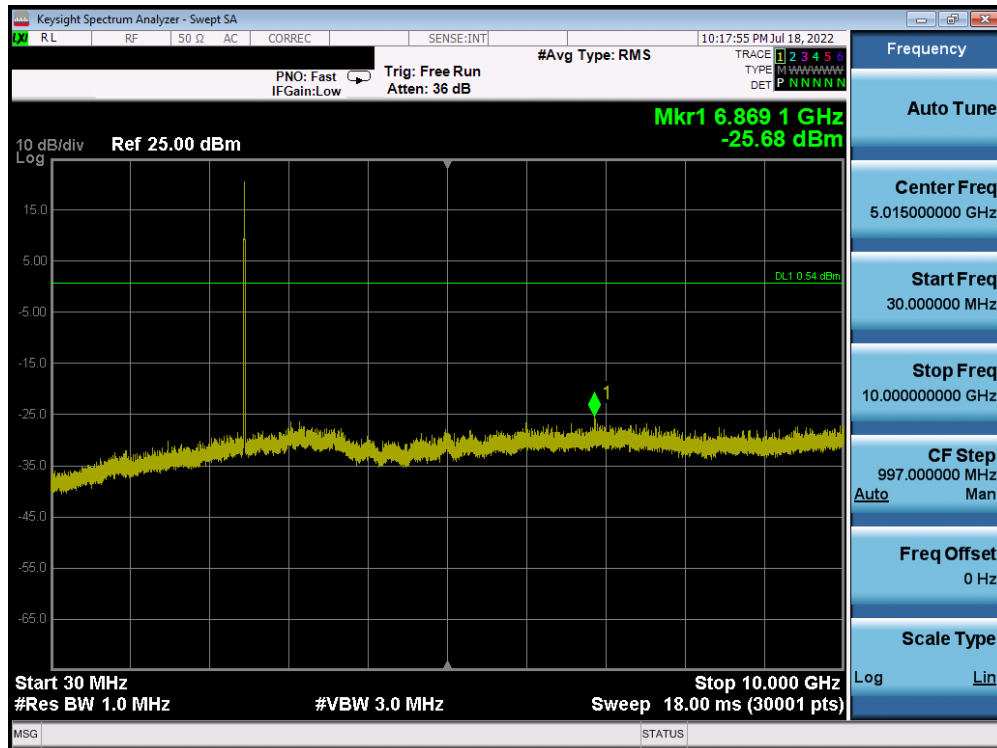 Keysight Spectrum Analyzer - Swept SA
LXI RL RF 50 Ω AC CORREC SENSE:INT 10:17:55 PM Jul 18, 2022
#Avg Type: RMS TRACE 1 2 3 4 5 6
PNO: Fast Trig: Free Run TYPE M WWWWW
IFGain:Low Atten: 36 dB DET P N N N N N
Mkr1 6.869 1 GHz
-25.68 dBm
10 dB/div Ref 25.00 dBm
Log
15.0
5.00
DL1 0.54 dBm
-5.00
-15.0
1
-25.0
-35.0
-45.0
-55.0
-65.0
Start 30 MHz Stop 10.000 GHz
#Res BW 1.0 MHz #VBW 3.0 MHz Sweep 18.00 ms (30001 pts)
MSG STATUS
Frequency
Auto Tune
Center Freq
5.015000000 GHz
Start Freq
30.000000 MHz
Stop Freq
10.000000000 GHz
CF Step
997.000000 MHz
Auto Man
Freq Offset
0 Hz
Scale Type
Log Lin